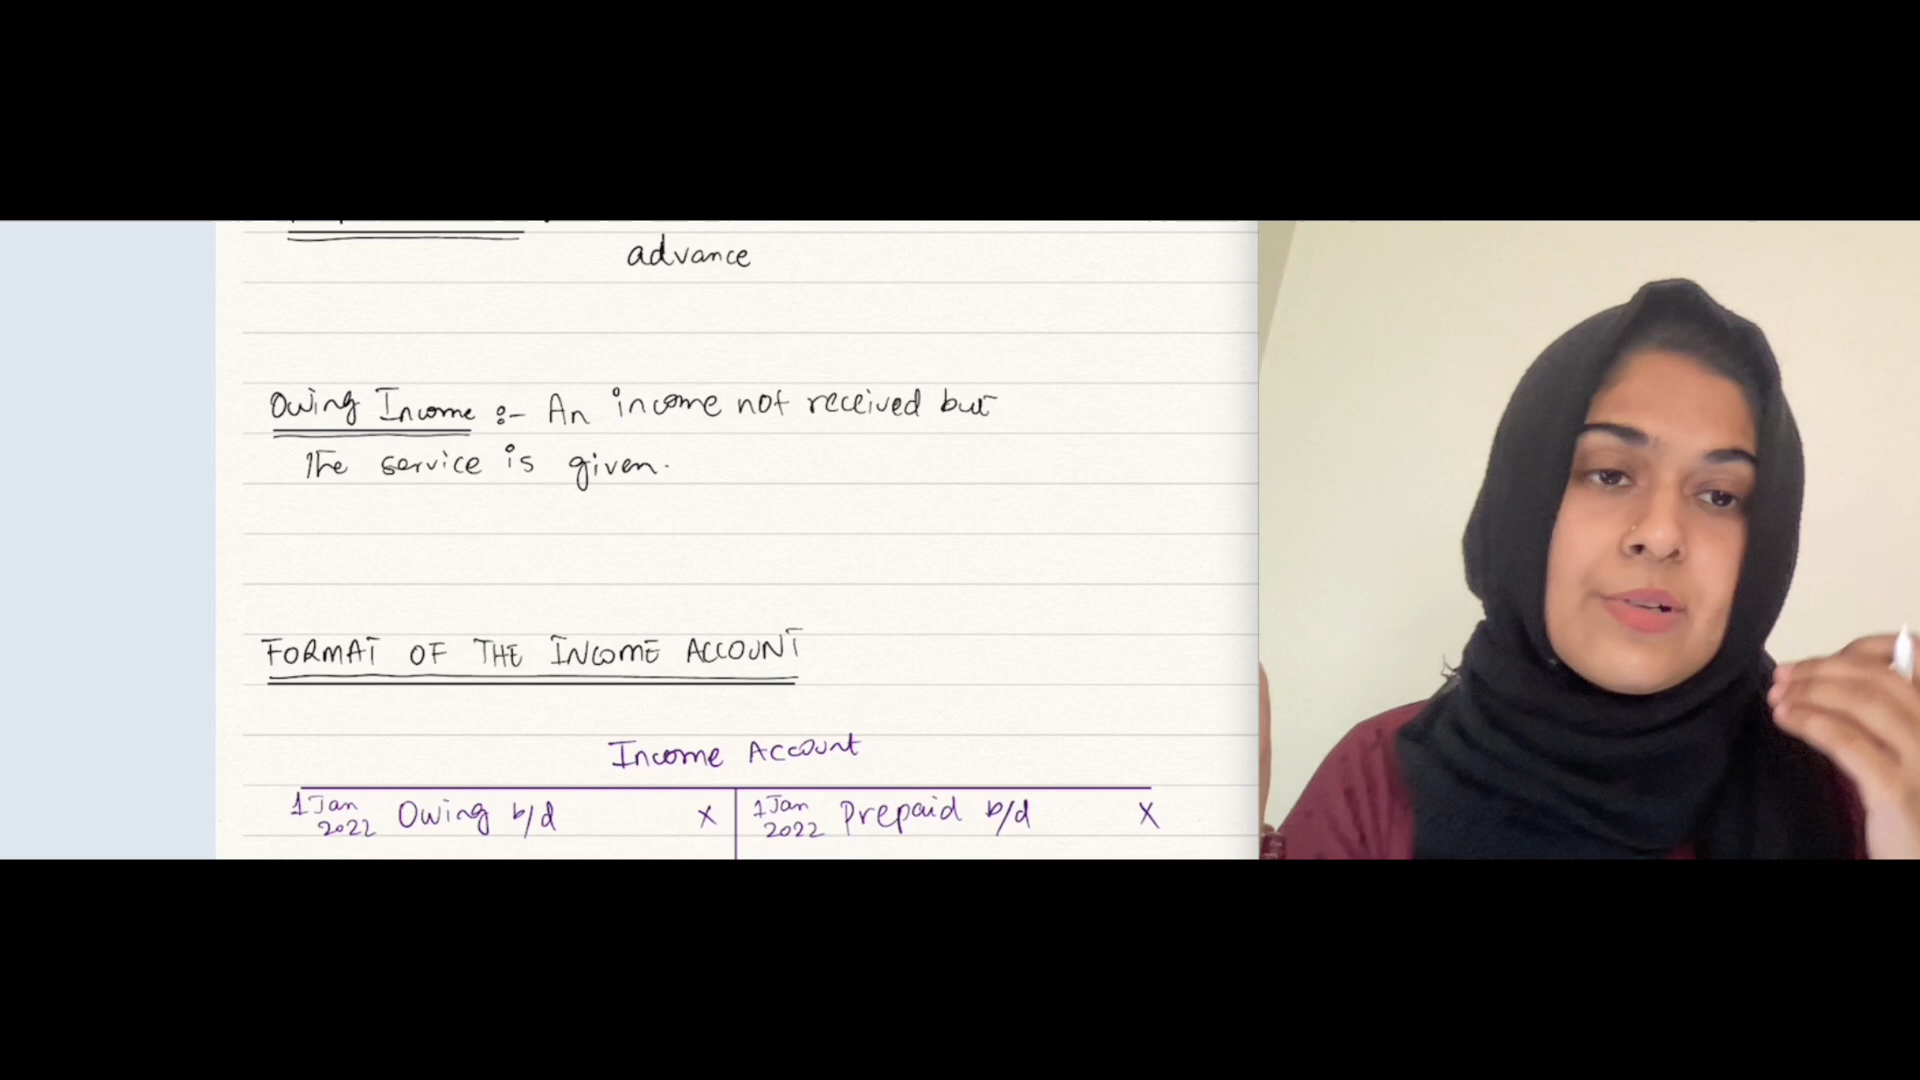 advance
Owing Income :- An income not received but
the service is given.
FORMAT OF THE INCOME ACCOUNT
Income Account
1 Jan 2022 Owing b/d X 1 Jan 2022 Prepaid b/d X